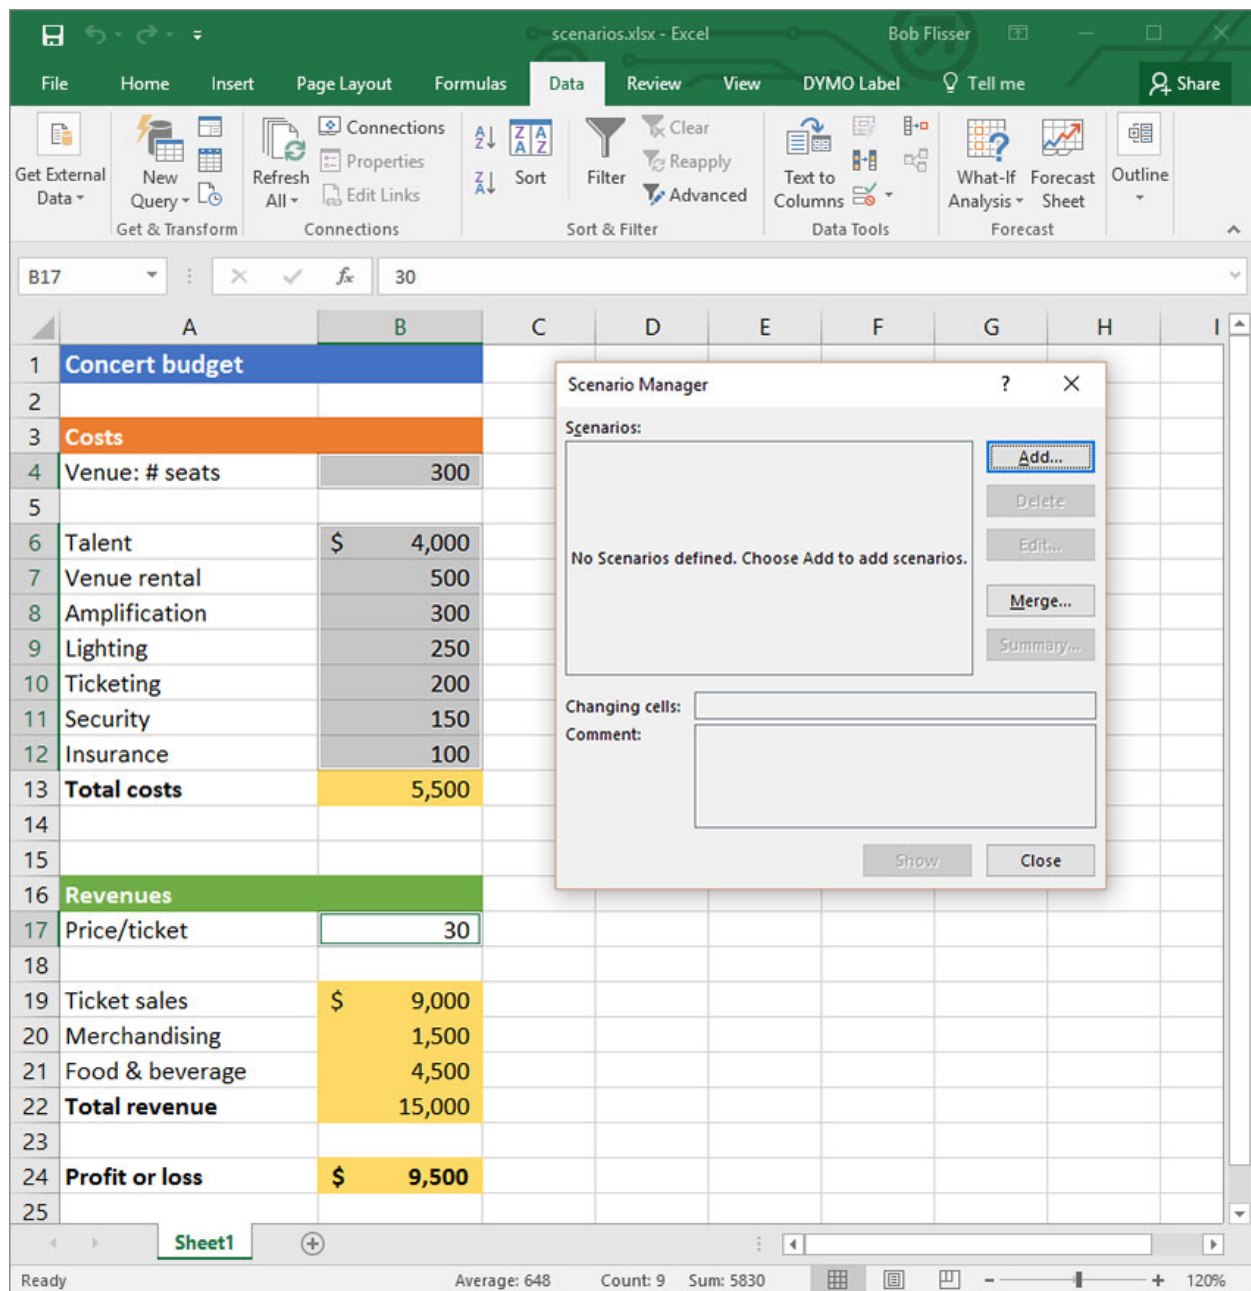 scenarios.xlsx - Excel Bob Flisser
File Home Insert Page Layout Formulas Data Review View DYMO Label Tell me Share
Get External Data
New Query
Get & Transform
Refresh All
Connections
Properties
Edit Links
Connections
A Z
Z A
Z A A Z
Sort
Filter
Clear
Reapply
Advanced
Sort & Filter
Text to Columns
Data Tools
What-If Analysis
Forecast Sheet
Forecast
Outline
B17 fx 30
A B C D E F G H I
1 Concert budget
2
3 Costs
4 Venue: # seats 300
5
6 Talent $ 4,000
7 Venue rental 500
8 Amplification 300
9 Lighting 250
10 Ticketing 200
11 Security 150
12 Insurance 100
13 Total costs 5,500
14
15
16 Revenues
17 Price/ticket 30
18
19 Ticket sales $ 9,000
20 Merchandising 1,500
21 Food & beverage 4,500
22 Total revenue 15,000
23
24 Profit or loss $ 9,500
25
Scenario Manager ? X
Scenarios:
No Scenarios defined. Choose Add to add scenarios.
Add...
Delete
Edit...
Merge...
Summary...
Changing cells:
Comment:
Show Close
Sheet1
Ready Average: 648 Count: 9 Sum: 5830 - + 120%